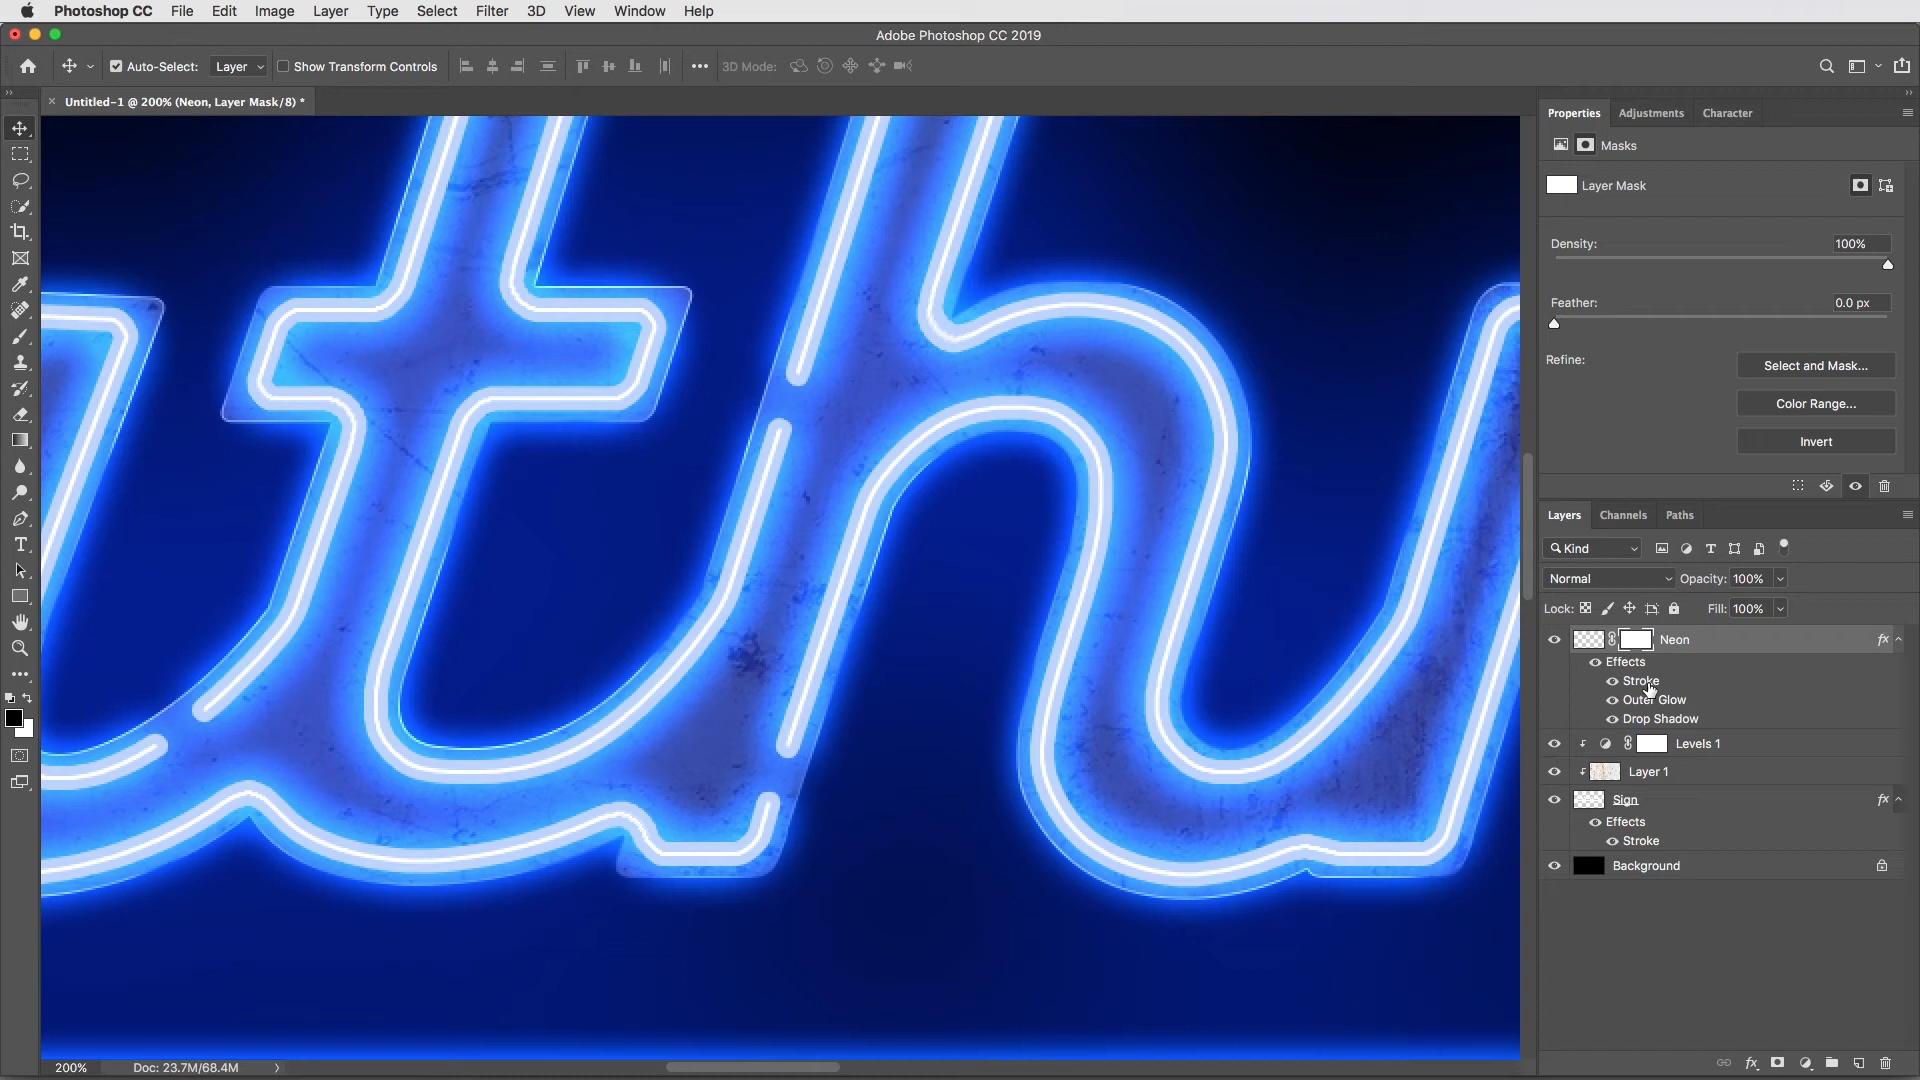 Photoshop CC File Edit Image Layer Type Select Filter 3D View Window Help
Adobe Photoshop CC 2019
Auto-Select: Layer Show Transform Controls 3D Mode:
Untitled-1 @ 200% (Neon, Layer Mask/8) *
thu
Properties Adjustments Character
Masks
Layer Mask
Density: 100%
Feather: 0.0 px
Refine: Select and Mask...
Color Range...
Invert
Layers Channels Paths
Kind
Normal Opacity: 100%
Lock: Fill: 100%
Neon fx
Effects
Stroke
Outer Glow
Drop Shadow
Levels 1
Layer 1
Sign fx
Effects
Stroke
Background
200% Doc: 23.7M/68.4M
fx